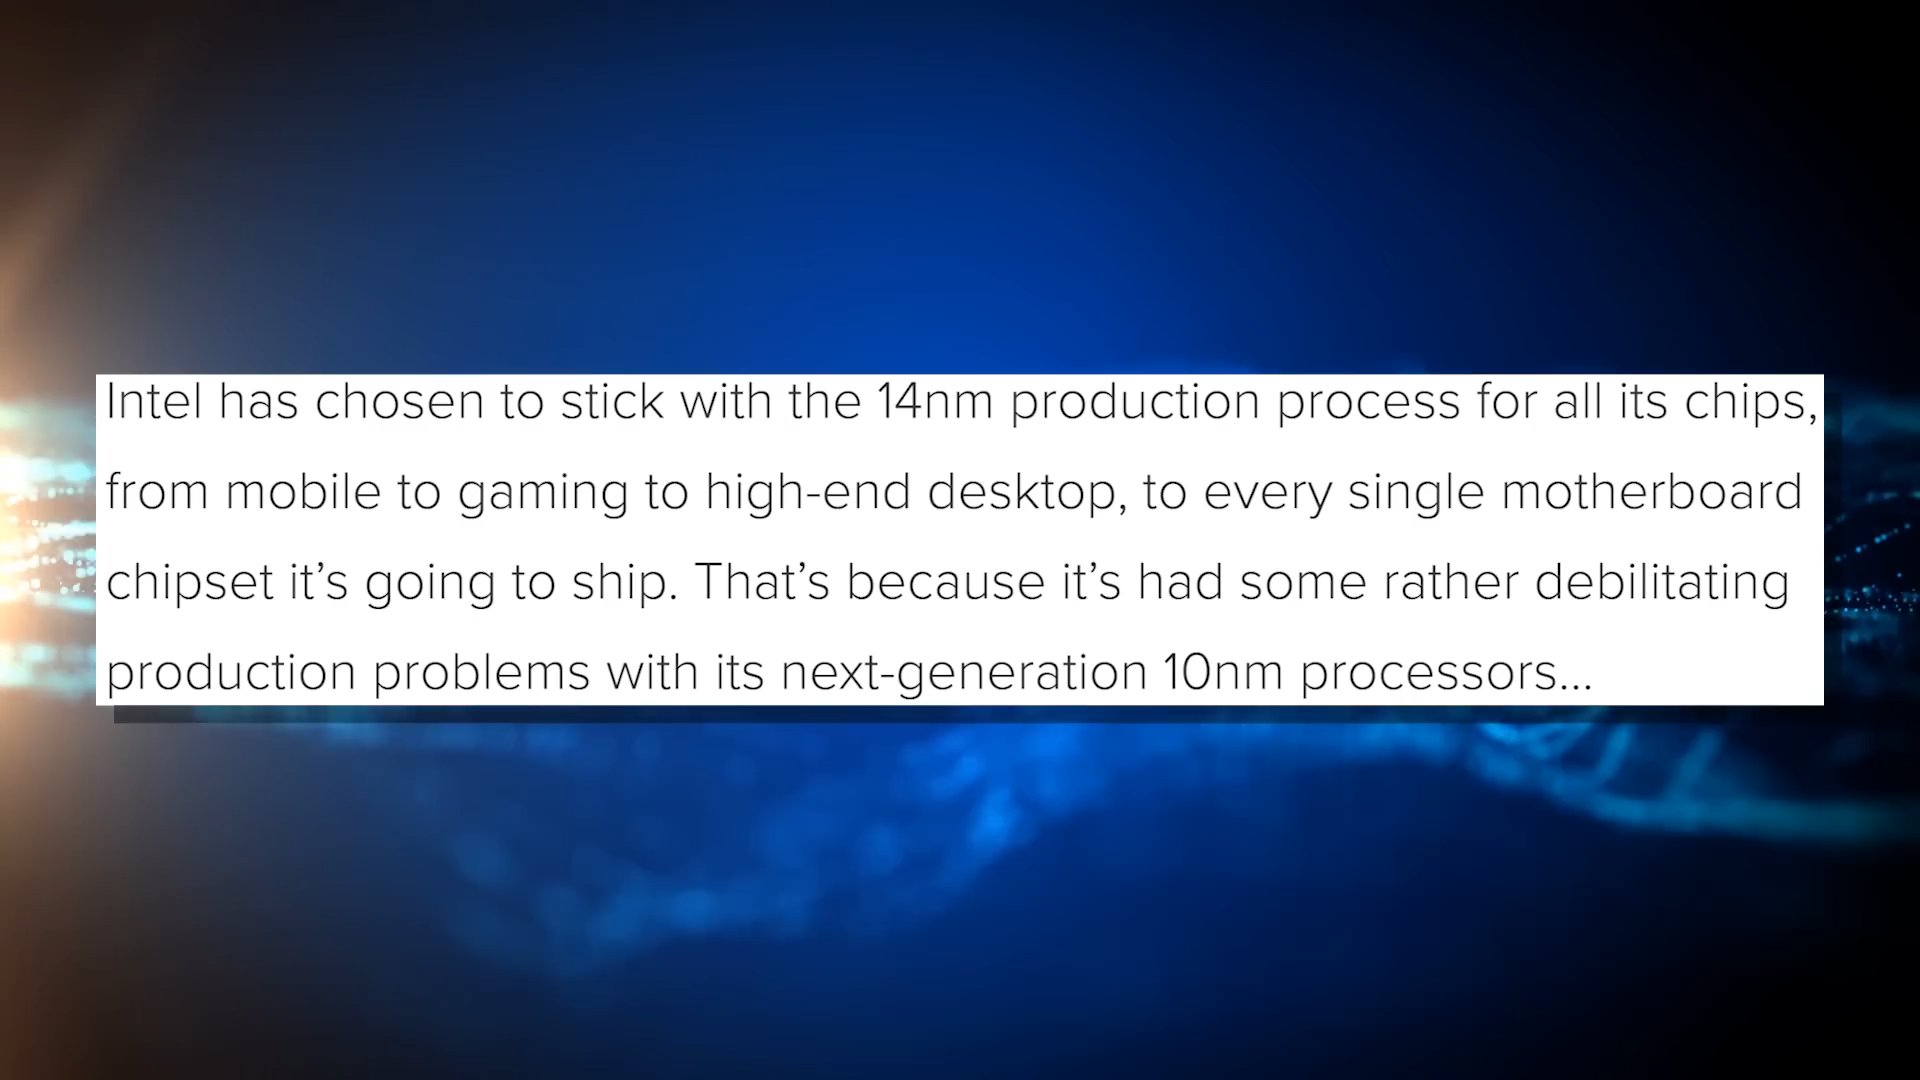 Intel has chosen to stick with the 14nm production process for all its chips,
from mobile to gaming to high-end desktop, to every single motherboard
chipset it’s going to ship. That’s because it’s had some rather debilitating
production problems with its next-generation 10nm processors...